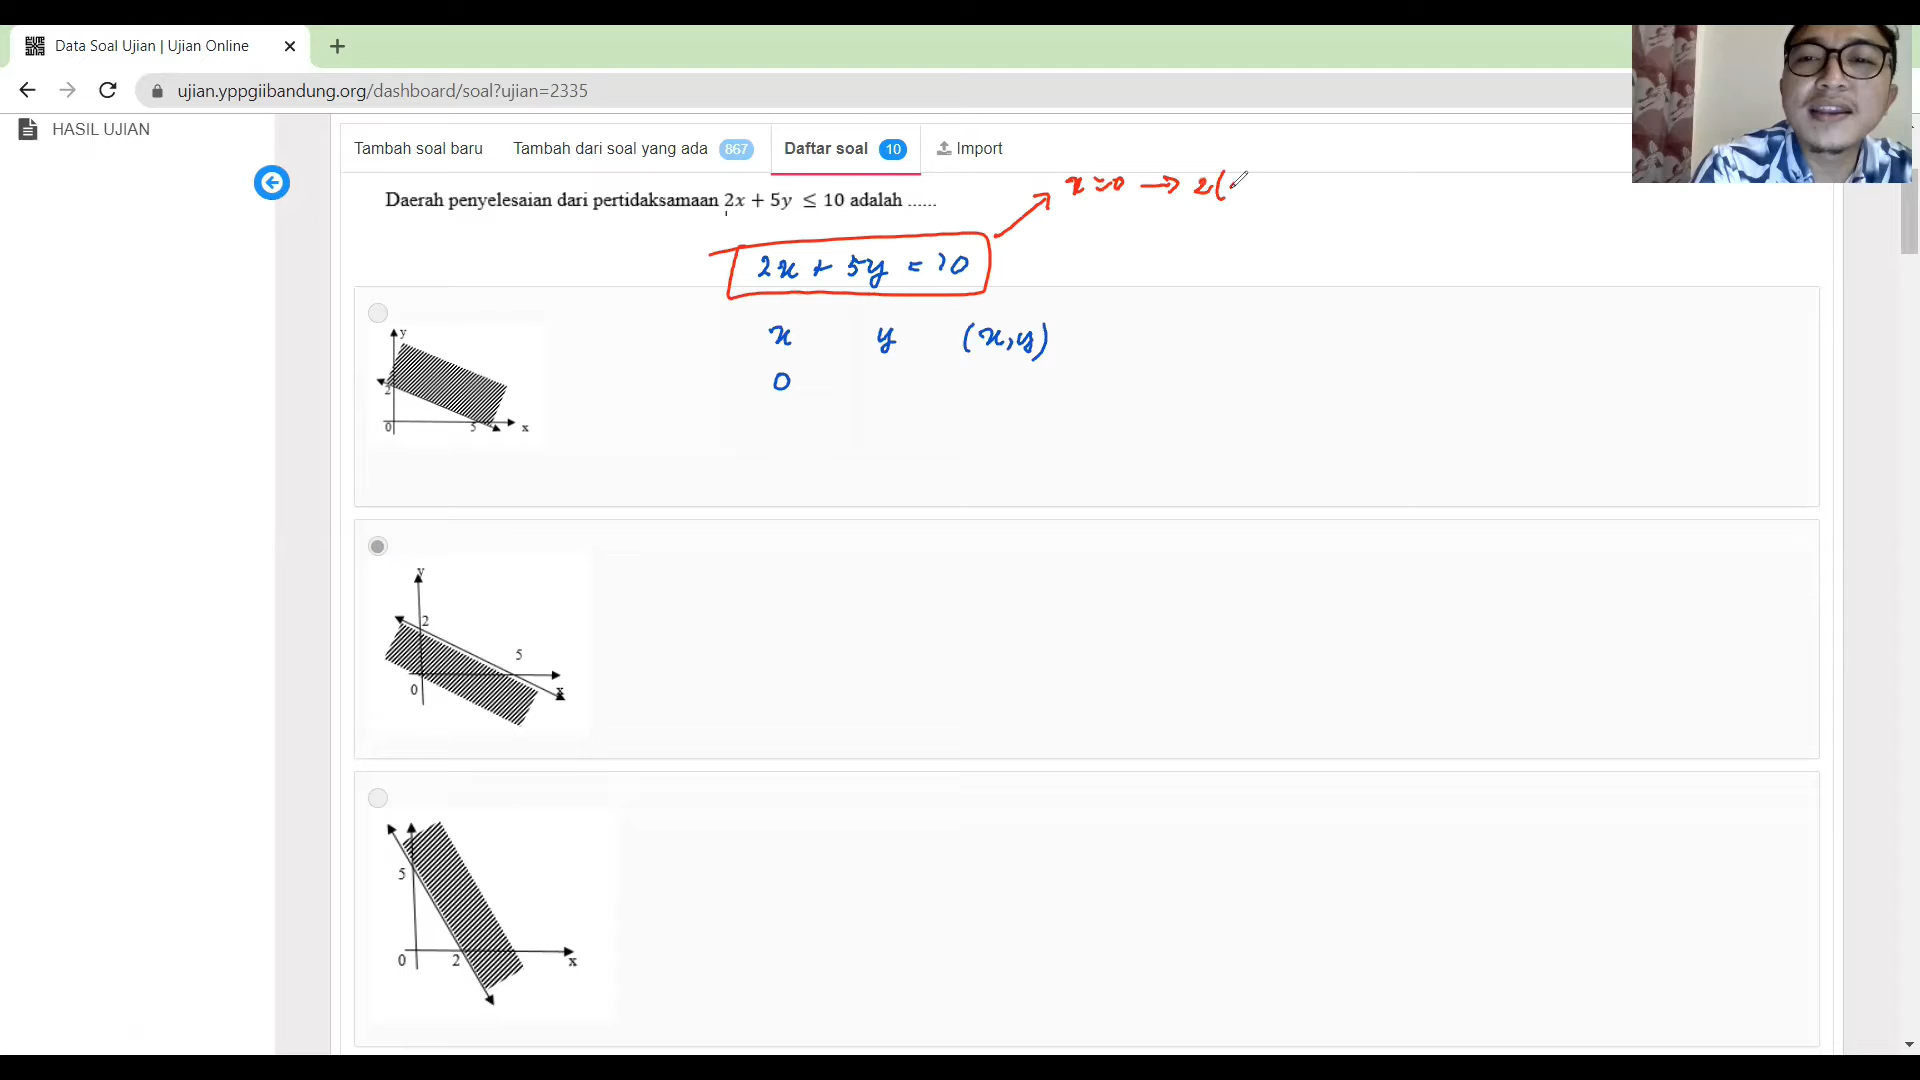 Data Soal Ujian | Ujian Online
ujian.yppgiibandung.org/dashboard/soal?ujian=2335
HASIL UJIAN
Tambah soal baru Tambah dari soal yang ada 867 Daftar soal 10 Import
x=0 → 2(
Daerah penyelesaian dari pertidaksamaan 2x + 5y ≤ 10 adalah ......
2x + 5y = 10
x y (x,y)
0
y
2
0 5 x
y
2
5
0 x
5
0 2 x